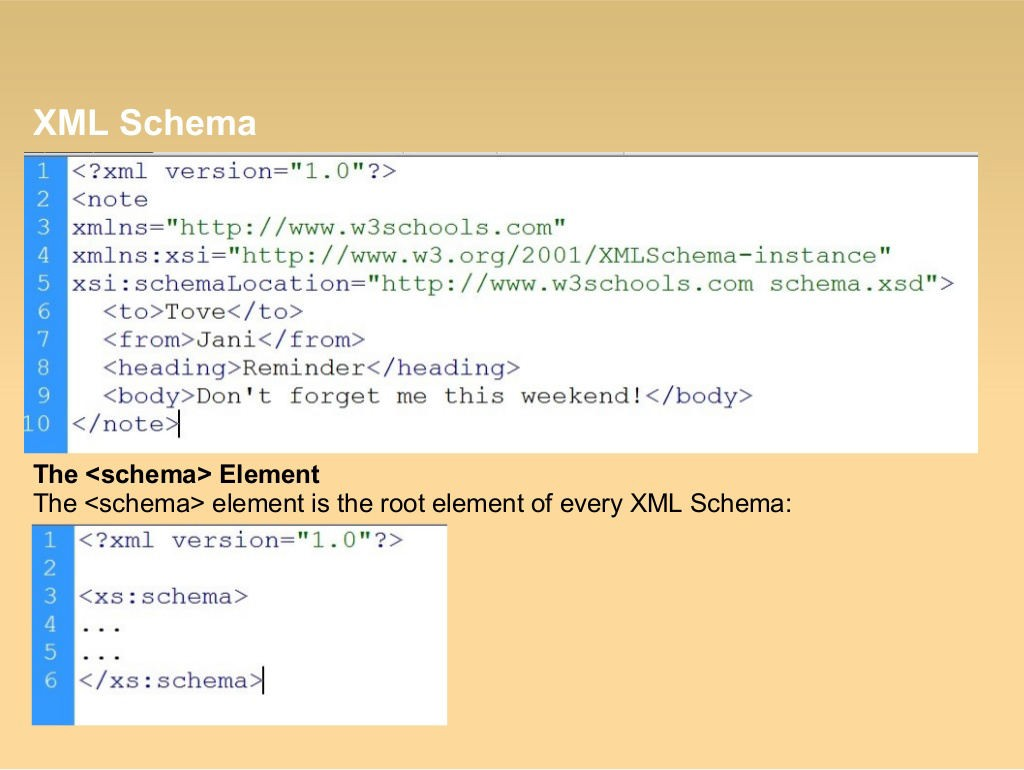 XML Schema
1 <?xml version="1.0"?>
2 <note
3 xmlns="http://www.w3schools.com"
4 xmlns:xsi="http://www.w3.org/2001/XMLSchema-instance"
5 xsi:schemaLocation="http://www.w3schools.com schema.xsd">
6 <to>Tove</to>
7 <from>Jani</from>
8 <heading>Reminder</heading>
9 <body>Don't forget me this weekend!</body>
10 </note>
The <schema> Element
The <schema> element is the root element of every XML Schema:
1 <?xml version="1.0"?>
2
3 <xs:schema>
4 ...
5 ...
6 </xs:schema>